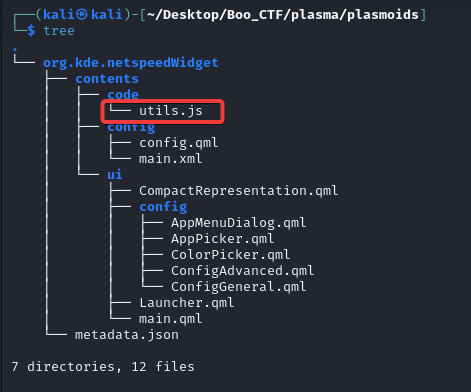 ┌──(kali㉿kali)-[~/Desktop/Boo_CTF/plasma/plasmoids]
└─$ tree
.
└── org.kde.netspeedWidget
    ├── contents
    │   ├── code
    │   │   └── utils.js
    │   ├── config
    │   │   ├── config.qml
    │   │   └── main.xml
    │   └── ui
    │       ├── CompactRepresentation.qml
    │       ├── config
    │       │   ├── AppMenuDialog.qml
    │       │   ├── AppPicker.qml
    │       │   ├── ColorPicker.qml
    │       │   ├── ConfigAdvanced.qml
    │       │   └── ConfigGeneral.qml
    │       ├── Launcher.qml
    │       └── main.qml
    └── metadata.json
7 directories, 12 files